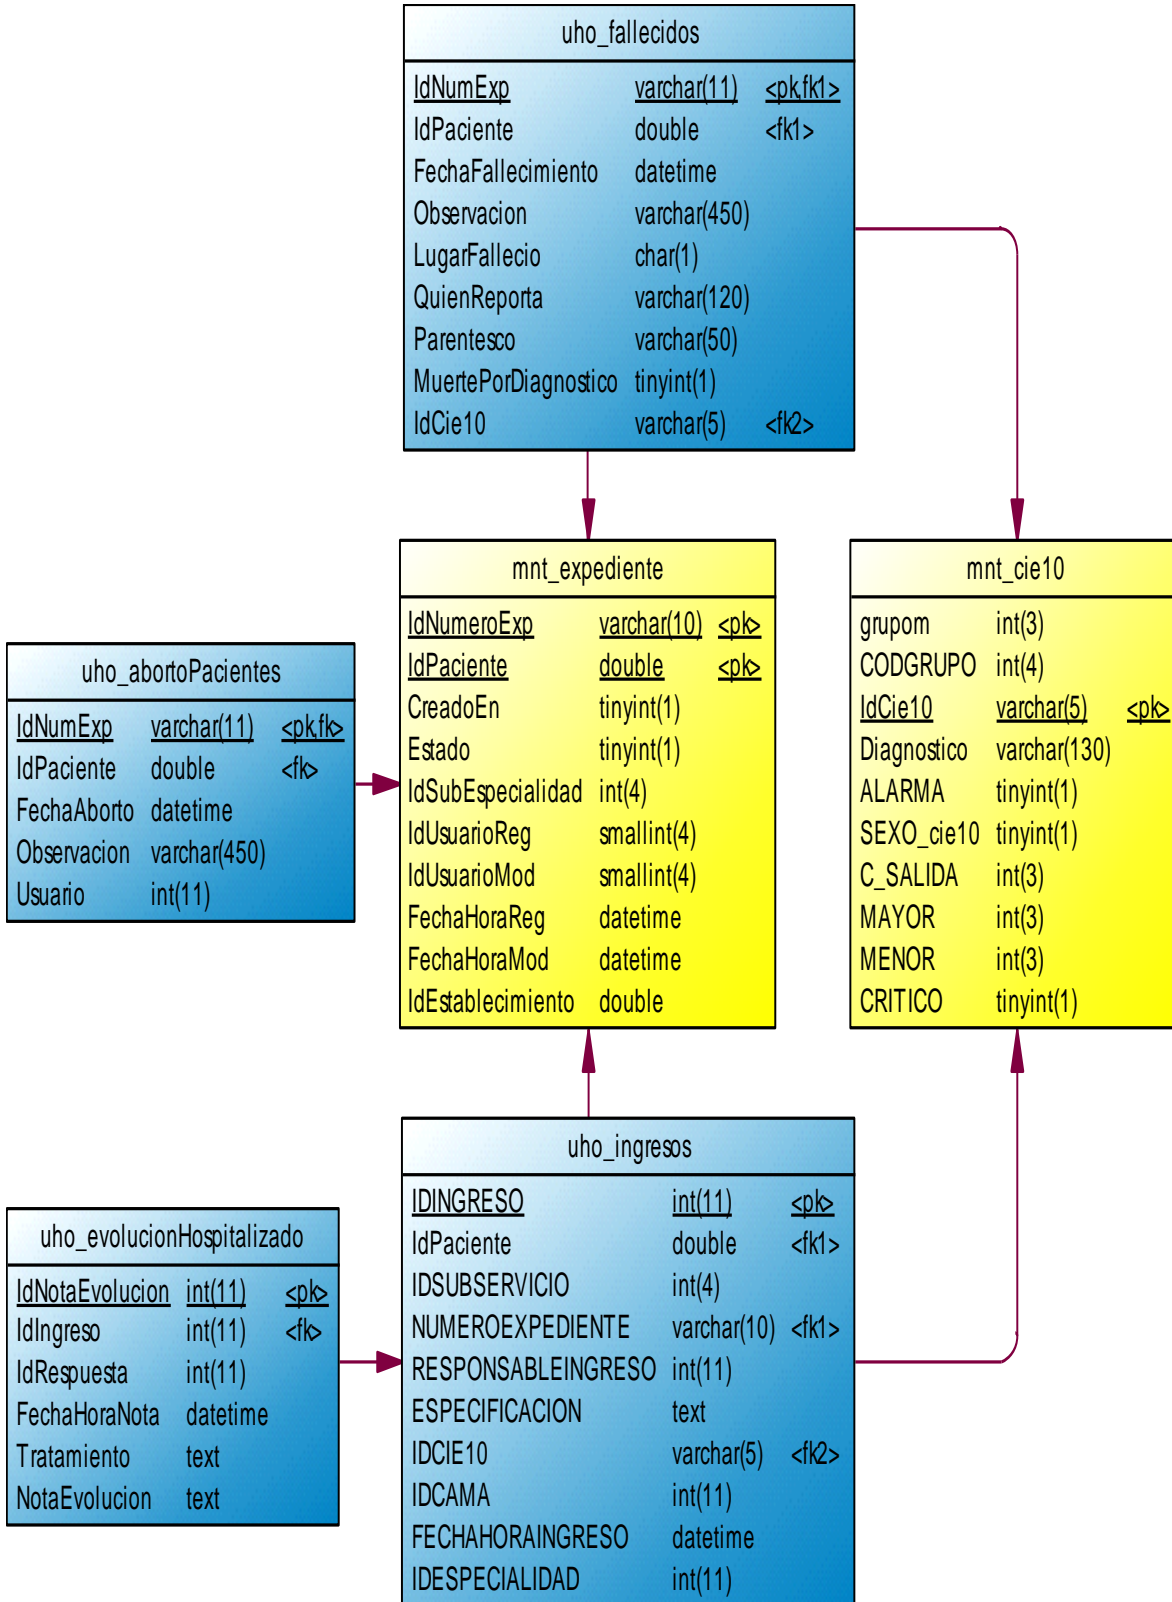 uho_fallecidos
IdNumExp varchar(11) <pk,fk1>
IdPaciente double <fk1>
FechaFallecimiento datetime
Observacion varchar(450)
LugarFallecio char(1)
QuienReporta varchar(120)
Parentesco varchar(50)
MuertePorDiagnostico tinyint(1)
IdCie10 varchar(5) <fk2>
mnt_expediente
IdNumeroExp varchar(10) <pk>
IdPaciente double <pk>
CreadoEn tinyint(1)
Estado tinyint(1)
IdSubEspecialidad int(4)
IdUsuarioReg smallint(4)
IdUsuarioMod smallint(4)
FechaHoraReg datetime
FechaHoraMod datetime
IdEstablecimiento double
mnt_cie10
grupom int(3)
CODGRUPO int(4)
IdCie10 varchar(5) <pk>
Diagnostico varchar(130)
ALARMA tinyint(1)
SEXO_cie10 tinyint(1)
C_SALIDA int(3)
MAYOR int(3)
MENOR int(3)
CRITICO tinyint(1)
uho_abortoPacientes
IdNumExp varchar(11) <pk,fk>
IdPaciente double <fk>
FechaAborto datetime
Observacion varchar(450)
Usuario int(11)
uho_ingresos
IDINGRESO int(11) <pk>
IdPaciente double <fk1>
IDSUBSERVICIO int(4)
NUMEROEXPEDIENTE varchar(10) <fk1>
RESPONSABLEINGRESO int(11)
ESPECIFICACION text
IDCIE10 varchar(5) <fk2>
IDCAMA int(11)
FECHAHORAINGRESO datetime
IDESPECIALIDAD int(11)
uho_evolucionHospitalizado
IdNotaEvolucion int(11) <pk>
IdIngreso int(11) <fk>
IdRespuesta int(11)
FechaHoraNota datetime
Tratamiento text
NotaEvolucion text